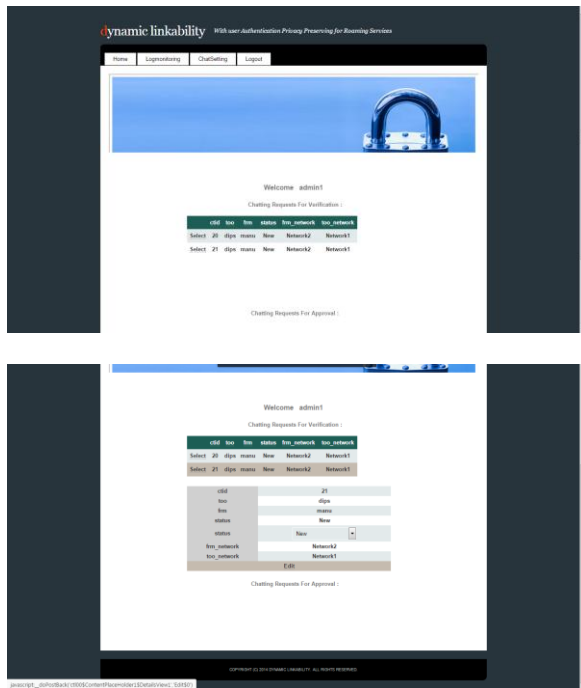 dynamic linkability With user Authentication Privacy Preserving for Roaming Services
Home Logmonitoring ChatSetting Logout
Welcome admin1
Chatting Requests For Verification :
ctid too frm status frm_network too_network
Select 20 dips manu New Network2 Network1
Select 21 dips manu New Network2 Network1
Chatting Requests For Approval :
Welcome admin1
Chatting Requests For Verification :
ctid too frm status frm_network too_network
Select 20 dips manu New Network2 Network1
Select 21 dips manu New Network2 Network1
ctid 21
too dips
frm manu
status New
status New
frm_network Network2
too_network Network1
Edit
Chatting Requests For Approval :
COPYRIGHT (C) 2014 DYNAMIC LINKABILITY. ALL RIGHTS RESERVED
javascript:__doPostBack('ctl00$ContentPlaceHolder1$DetailsView1','Edit$0')